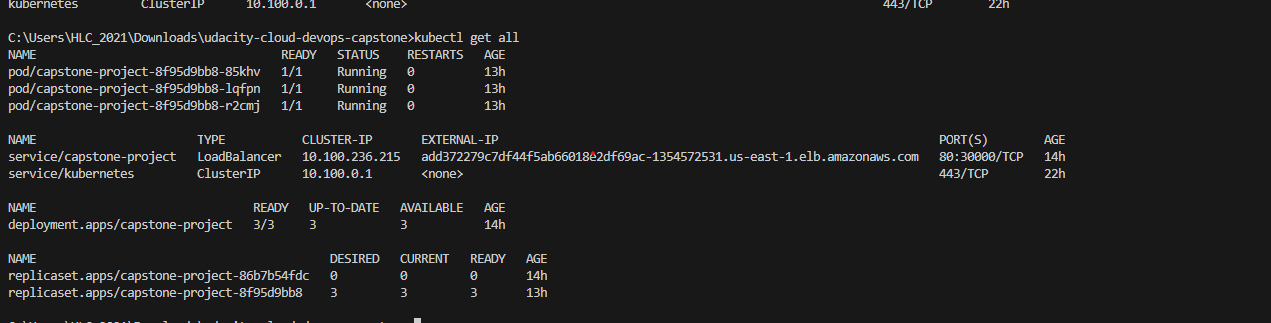 kubernetes ClusterIP 10.100.0.1 <none> 443/TCP 22h
C:\Users\HLC_2021\Downloads\udacity-cloud-devops-capstone>kubectl get all
NAME READY STATUS RESTARTS AGE
pod/capstone-project-8f95d9bb8-85khv 1/1 Running 0 13h
pod/capstone-project-8f95d9bb8-lqfpn 1/1 Running 0 13h
pod/capstone-project-8f95d9bb8-r2cmj 1/1 Running 0 13h
NAME TYPE CLUSTER-IP EXTERNAL-IP PORT(S) AGE
service/capstone-project LoadBalancer 10.100.236.215 add372279c7df44f5ab66018e2df69ac-1354572531.us-east-1.elb.amazonaws.com 80:30000/TCP 14h
service/kubernetes ClusterIP 10.100.0.1 <none> 443/TCP 22h
NAME READY UP-TO-DATE AVAILABLE AGE
deployment.apps/capstone-project 3/3 3 3 14h
NAME DESIRED CURRENT READY AGE
replicaset.apps/capstone-project-86b7b54fdc 0 0 0 14h
replicaset.apps/capstone-project-8f95d9bb8 3 3 3 13h